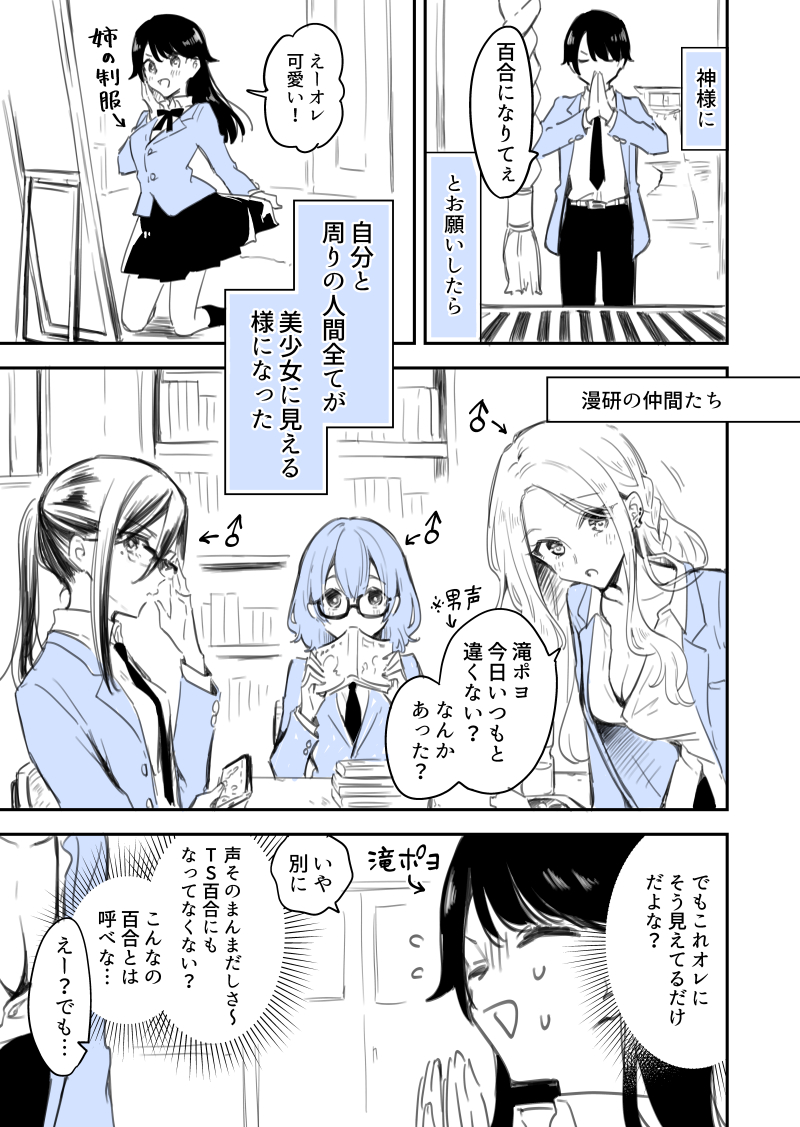 神様に
百合になりてぇ
とお願いしたら
えーオレ
可愛い！
姉の制服
自分と
周りの人間全てが
美少女に見える
様になった
漫研の仲間たち
♂
♂
♂
※男声
滝ポヨ
今日いつもと
違くない？
なんか
あった？
でもこれオレに
そう見えてるだけ
だよな？
滝ポヨ
いや
別に
声そのまんまだしさ～
TS百合にも
なってなくない？
こんなの
百合とは
呼べな…
えー？でも…